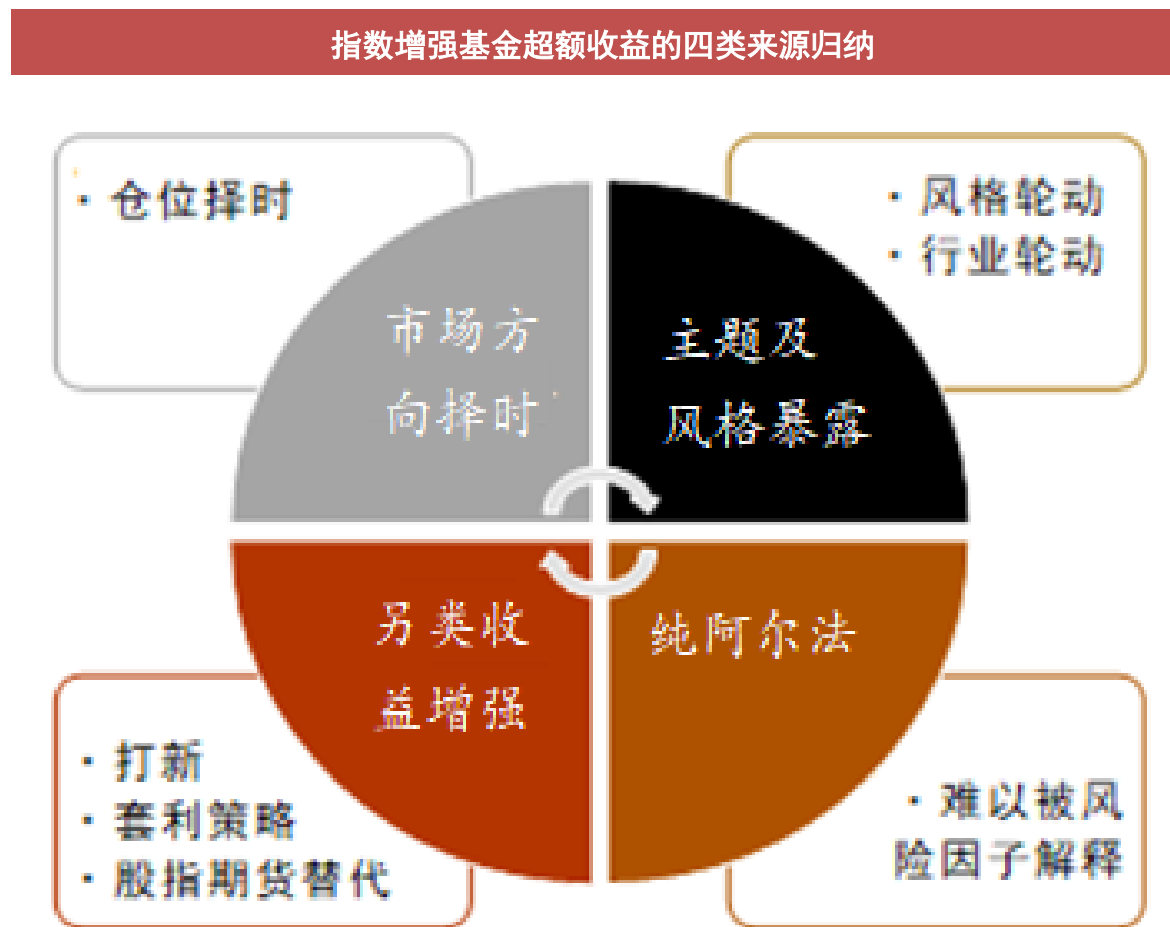 指数增强基金超额收益的四类来源归纳
· 仓位择时
市场方
向择时
· 风格轮动
· 行业轮动
主题及
风格暴露
另类收
益增强
· 打新
· 套利策略
· 股指期货替代
纯阿尔法
· 难以被风
险因子解释